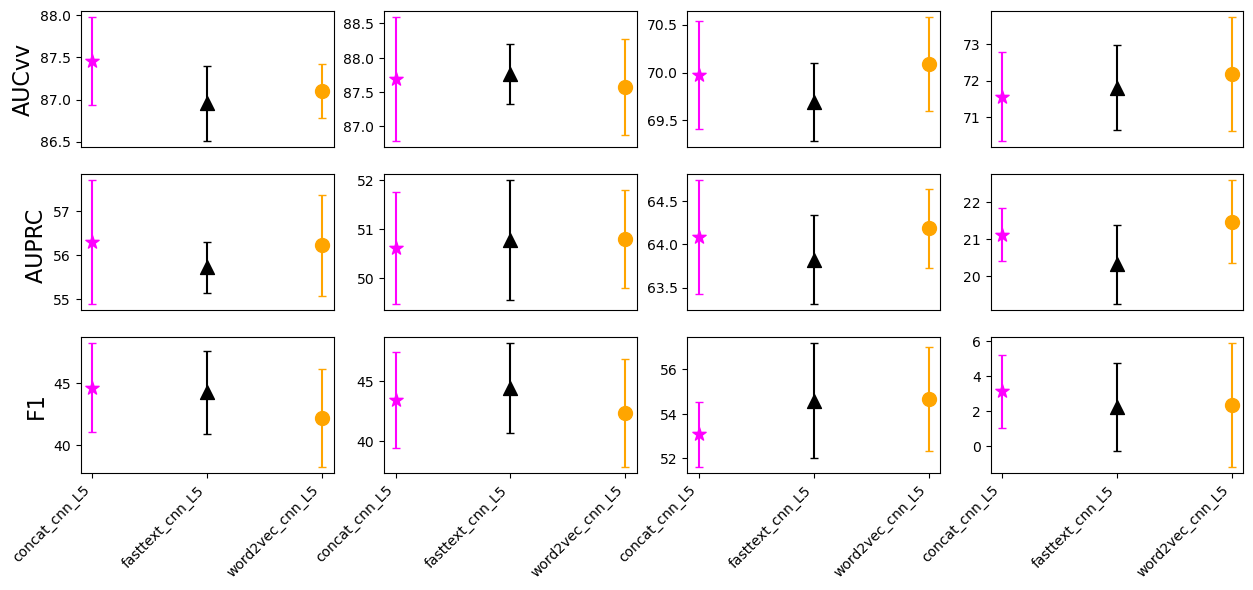 AUCvv
88.0
87.5
87.0
86.5
88.5
88.0
87.5
87.0
70.5
70.0
69.5
73
72
71
AUPRC
57
56
55
52
51
50
64.5
64.0
63.5
22
21
20
F1
45
40
45
40
56
54
52
6
4
2
0
concat_cnn_L5
fasttext_cnn_L5
word2vec_cnn_L5
concat_cnn_L5
fasttext_cnn_L5
word2vec_cnn_L5
concat_cnn_L5
fasttext_cnn_L5
word2vec_cnn_L5
concat_cnn_L5
fasttext_cnn_L5
word2vec_cnn_L5